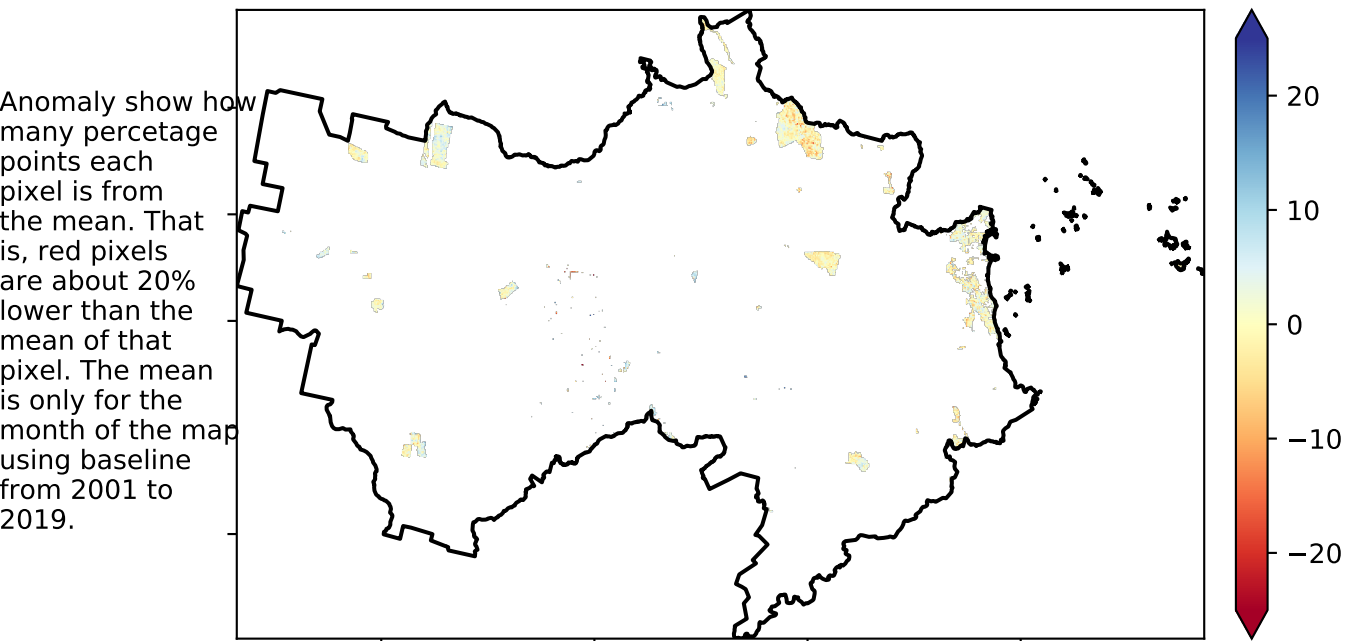 Anomaly show how
many percetage
points each
pixel is from
the mean. That
is, red pixels
are about 20%
lower than the
mean of that
pixel. The mean
is only for the
month of the map
using baseline
from 2001 to
2019.
20
10
0
−10
−20